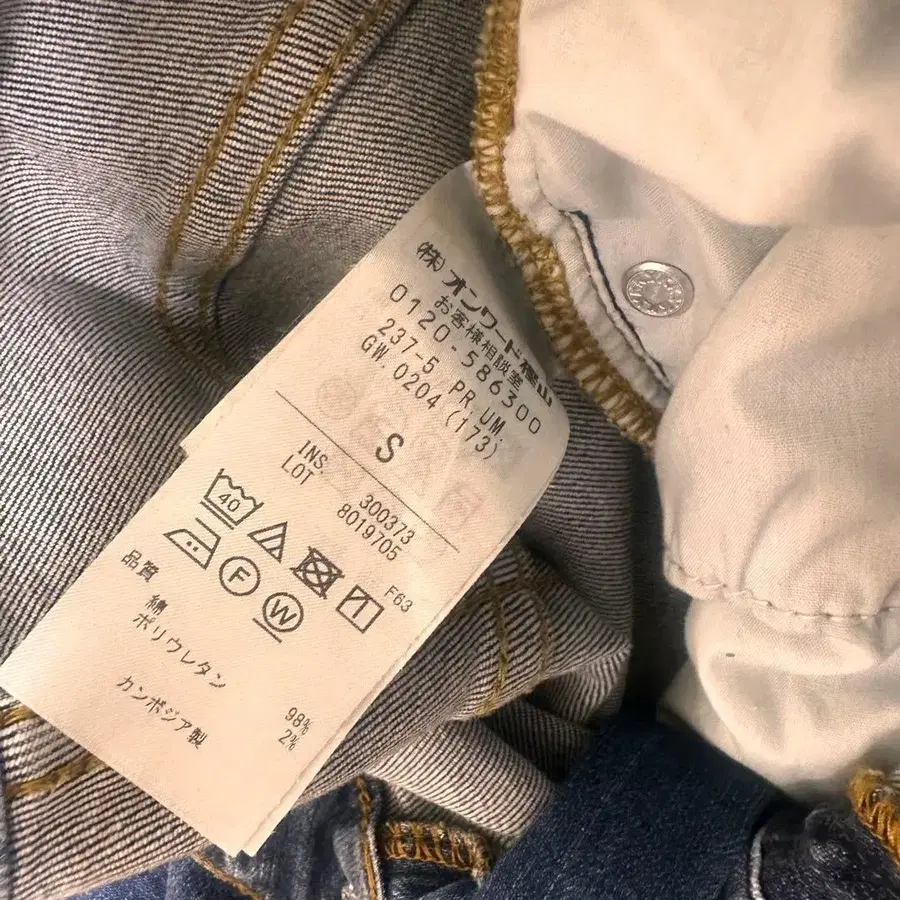 (株)オンワード樫山
お客様相談室
0120-586300
237-5 PR.UM.
GW.0204 (173)
S
INS. 300373
LOT 8019705
F63
40
F W
品質
綿 98%
ポリウレタン 2%
カンボジア製